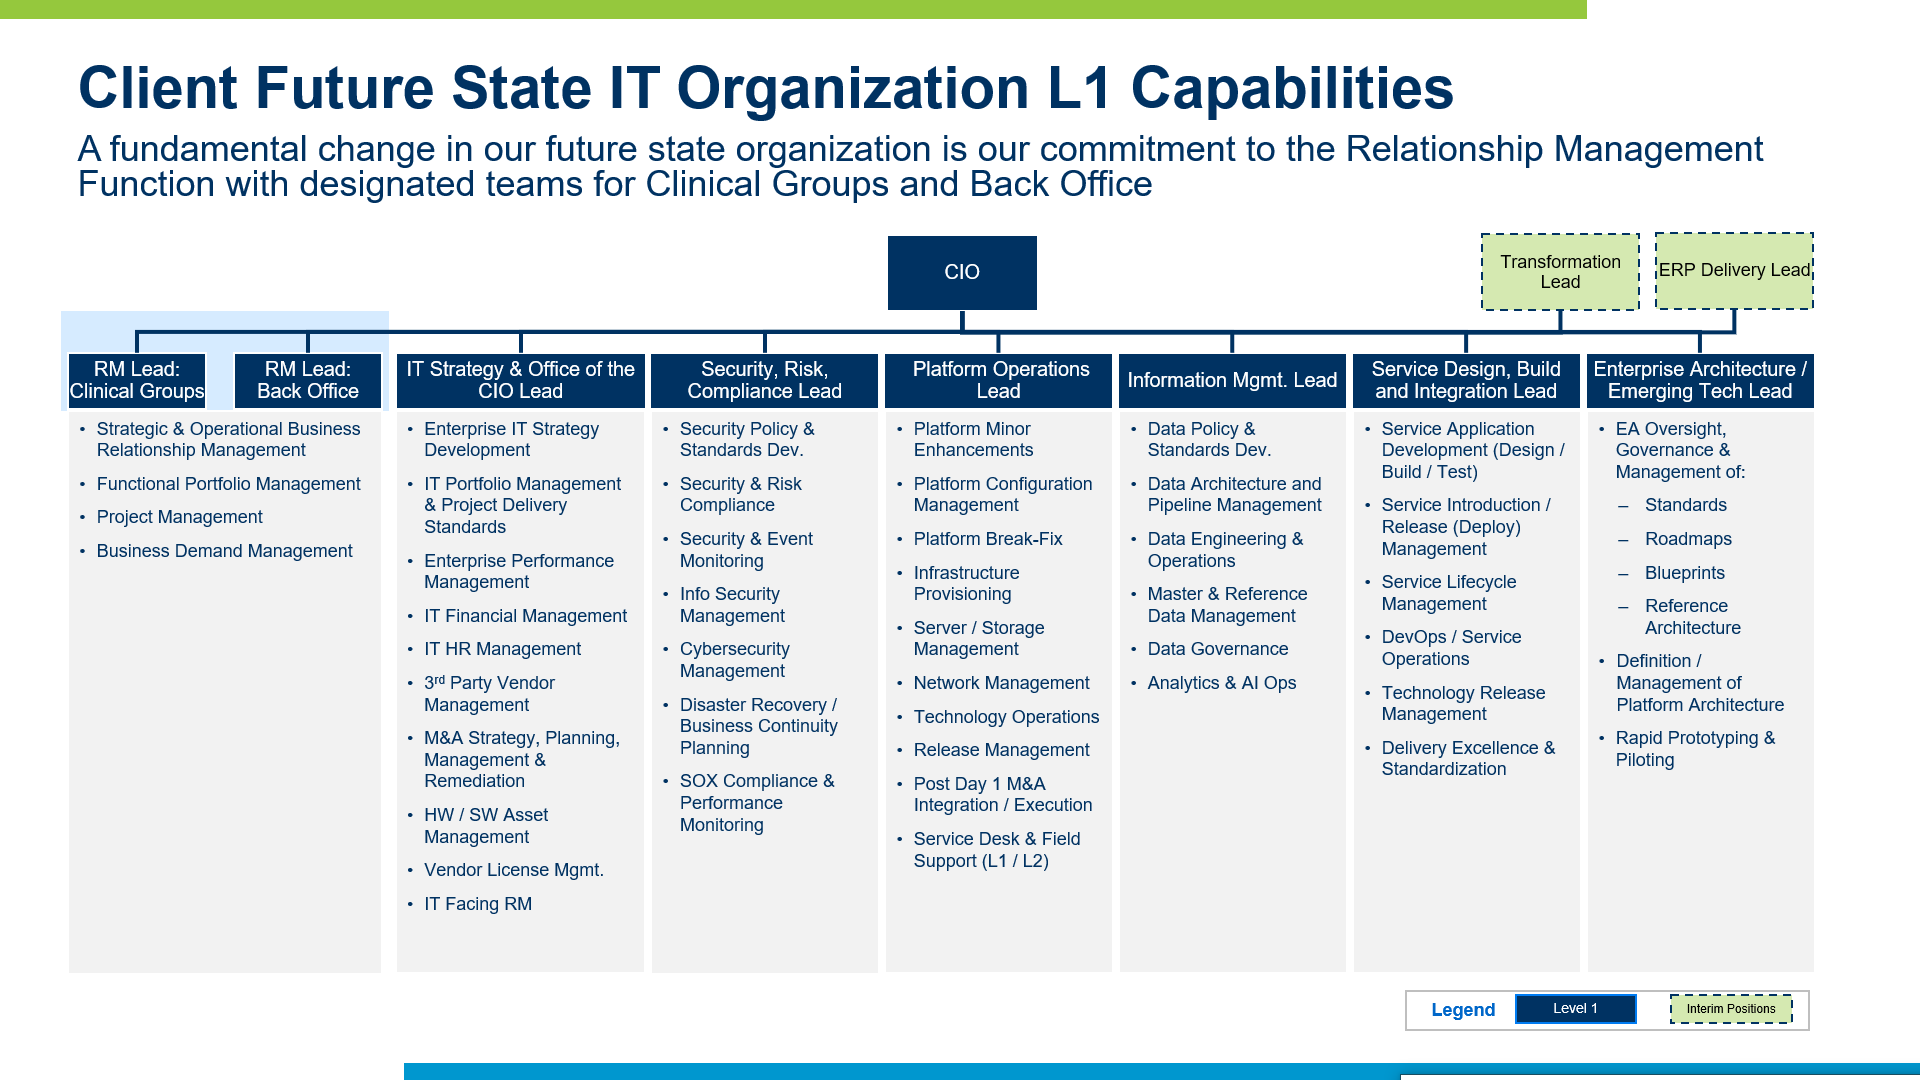 Client Future State IT Organization L1 Capabilities
A fundamental change in our future state organization is our commitment to the Relationship Management
Function with designated teams for Clinical Groups and Back Office
CIO
Transformation
Lead
ERP Delivery Lead
RM Lead:
Clinical Groups
RM Lead:
Back Office
• Strategic & Operational Business
Relationship Management
• Functional Portfolio Management
• Project Management
• Business Demand Management
IT Strategy & Office of the
CIO Lead
• Enterprise IT Strategy
Development
• IT Portfolio Management
& Project Delivery
Standards
• Enterprise Performance
Management
• IT Financial Management
• IT HR Management
• 3rd Party Vendor
Management
• M&A Strategy, Planning,
Management &
Remediation
• HW / SW Asset
Management
• Vendor License Mgmt.
• IT Facing RM
Security, Risk,
Compliance Lead
• Security Policy &
Standards Dev.
• Security & Risk
Compliance
• Security & Event
Monitoring
• Info Security
Management
• Cybersecurity
Management
• Disaster Recovery /
Business Continuity
Planning
• SOX Compliance &
Performance
Monitoring
Platform Operations
Lead
• Platform Minor
Enhancements
• Platform Configuration
Management
• Platform Break-Fix
• Infrastructure
Provisioning
• Server / Storage
Management
• Network Management
• Technology Operations
• Release Management
• Post Day 1 M&A
Integration / Execution
• Service Desk & Field
Support (L1 / L2)
Information Mgmt. Lead
• Data Policy &
Standards Dev.
• Data Architecture and
Pipeline Management
• Data Engineering &
Operations
• Master & Reference
Data Management
• Data Governance
• Analytics & AI Ops
Service Design, Build
and Integration Lead
• Service Application
Development (Design /
Build / Test)
• Service Introduction /
Release (Deploy)
Management
• Service Lifecycle
Management
• DevOps / Service
Operations
• Technology Release
Management
• Delivery Excellence &
Standardization
Enterprise Architecture /
Emerging Tech Lead
• EA Oversight,
Governance &
Management of:
– Standards
– Roadmaps
– Blueprints
– Reference
Architecture
• Definition /
Management of
Platform Architecture
• Rapid Prototyping &
Piloting
Legend
Level 1
Interim Positions